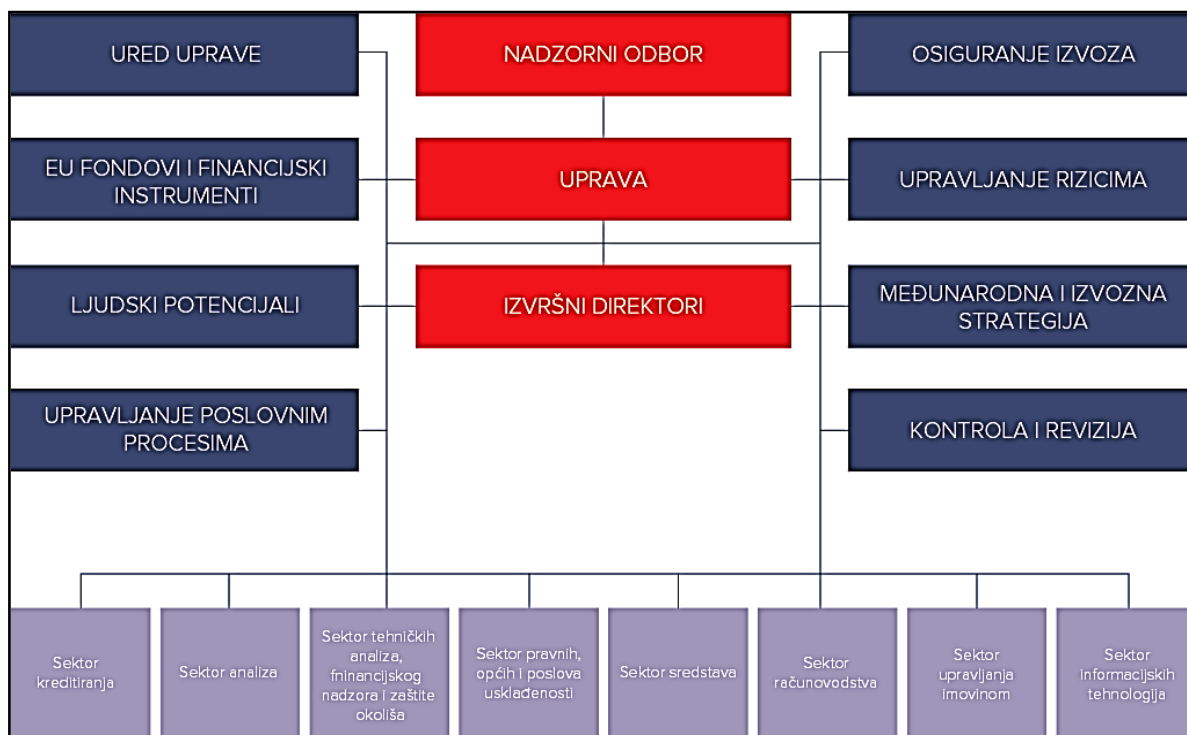 URED UPRAVE
NADZORNI ODBOR
OSIGURANJE IZVOZA
EU FONDOVI I FINANCIJSKI
INSTRUMENTI
UPRAVA
UPRAVLJANJE RIZICIMA
LJUDSKI POTENCIJALI
IZVRŠNI DIREKTORI
MEĐUNARODNA I IZVOZNA
STRATEGIJA
UPRAVLJANJE POSLOVNIM
PROCESIMA
KONTROLA I REVIZIJA
Sektor
kreditiranja
Sektor analiza
Sektor tehničkih
analiza,
fninancijskog
nadzora i zaštite
okoliša
Sektor pravnih,
općih i poslova
usklađenosti
Sektor sredstava
Sektor
računovodstva
Sektor
upravljanja
imovinom
Sektor
informacijskih
tehnologija